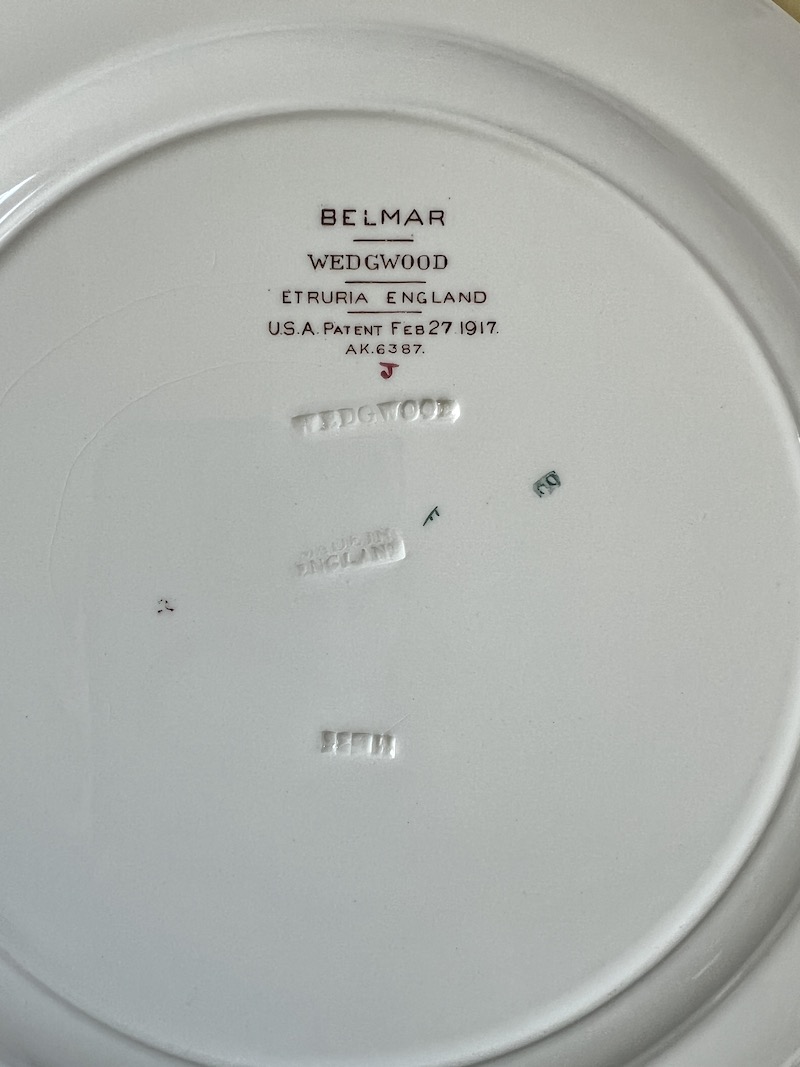 BELMAR
WEDGWOOD
ETRURIA ENGLAND
U.S.A. PATENT FEB 27 1917.
AK.6387.
J
WEDGWOOD
F
ENGLAND